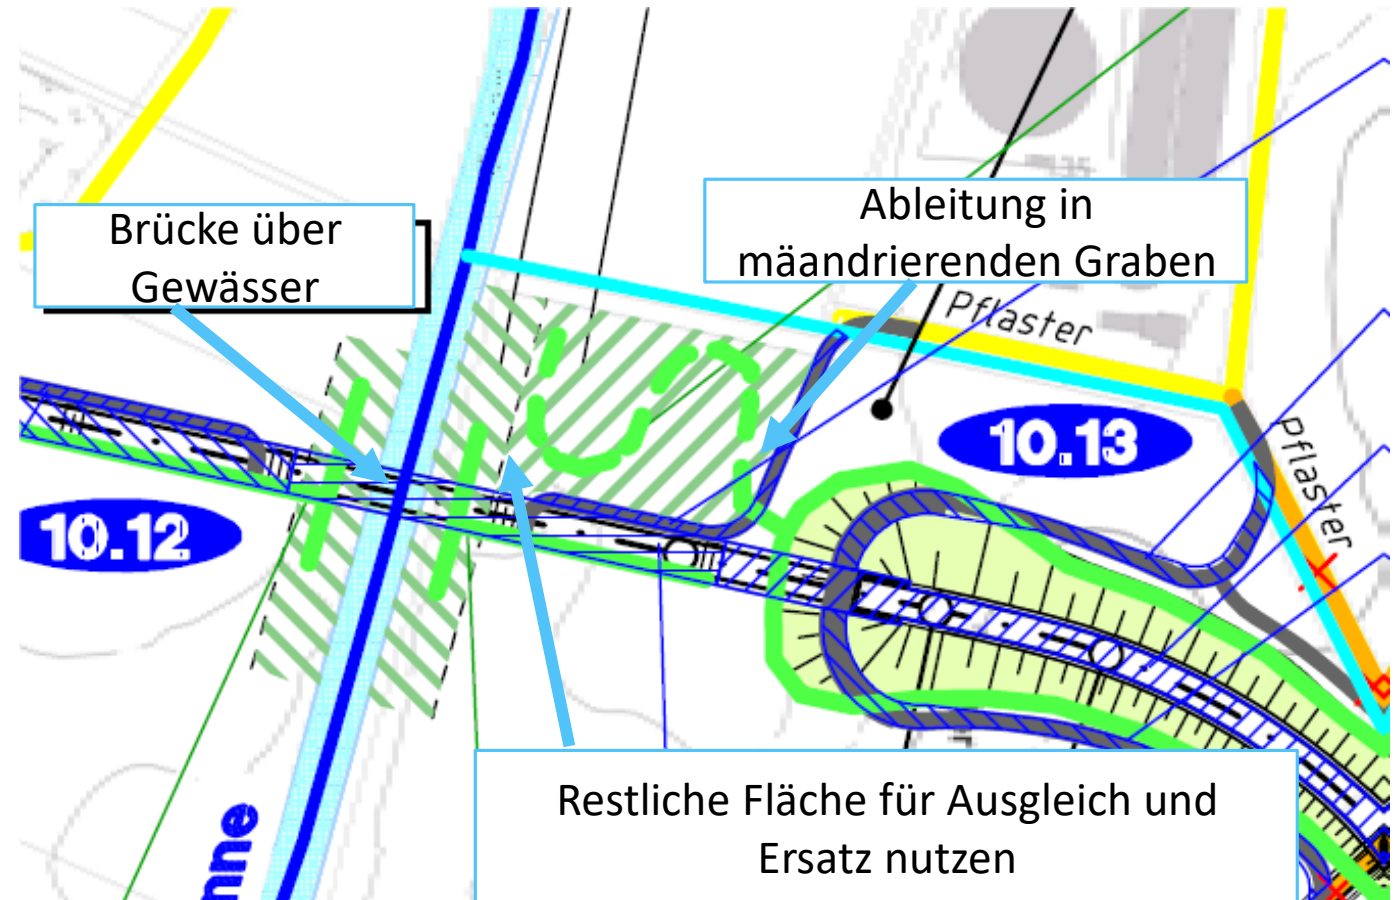 Ableitung in
mäandrierenden Graben
Brücke über
Gewässer
Pflaster
10.13
Pflaster
10.12
Restliche Fläche für Ausgleich und
Ersatz nutzen
nne